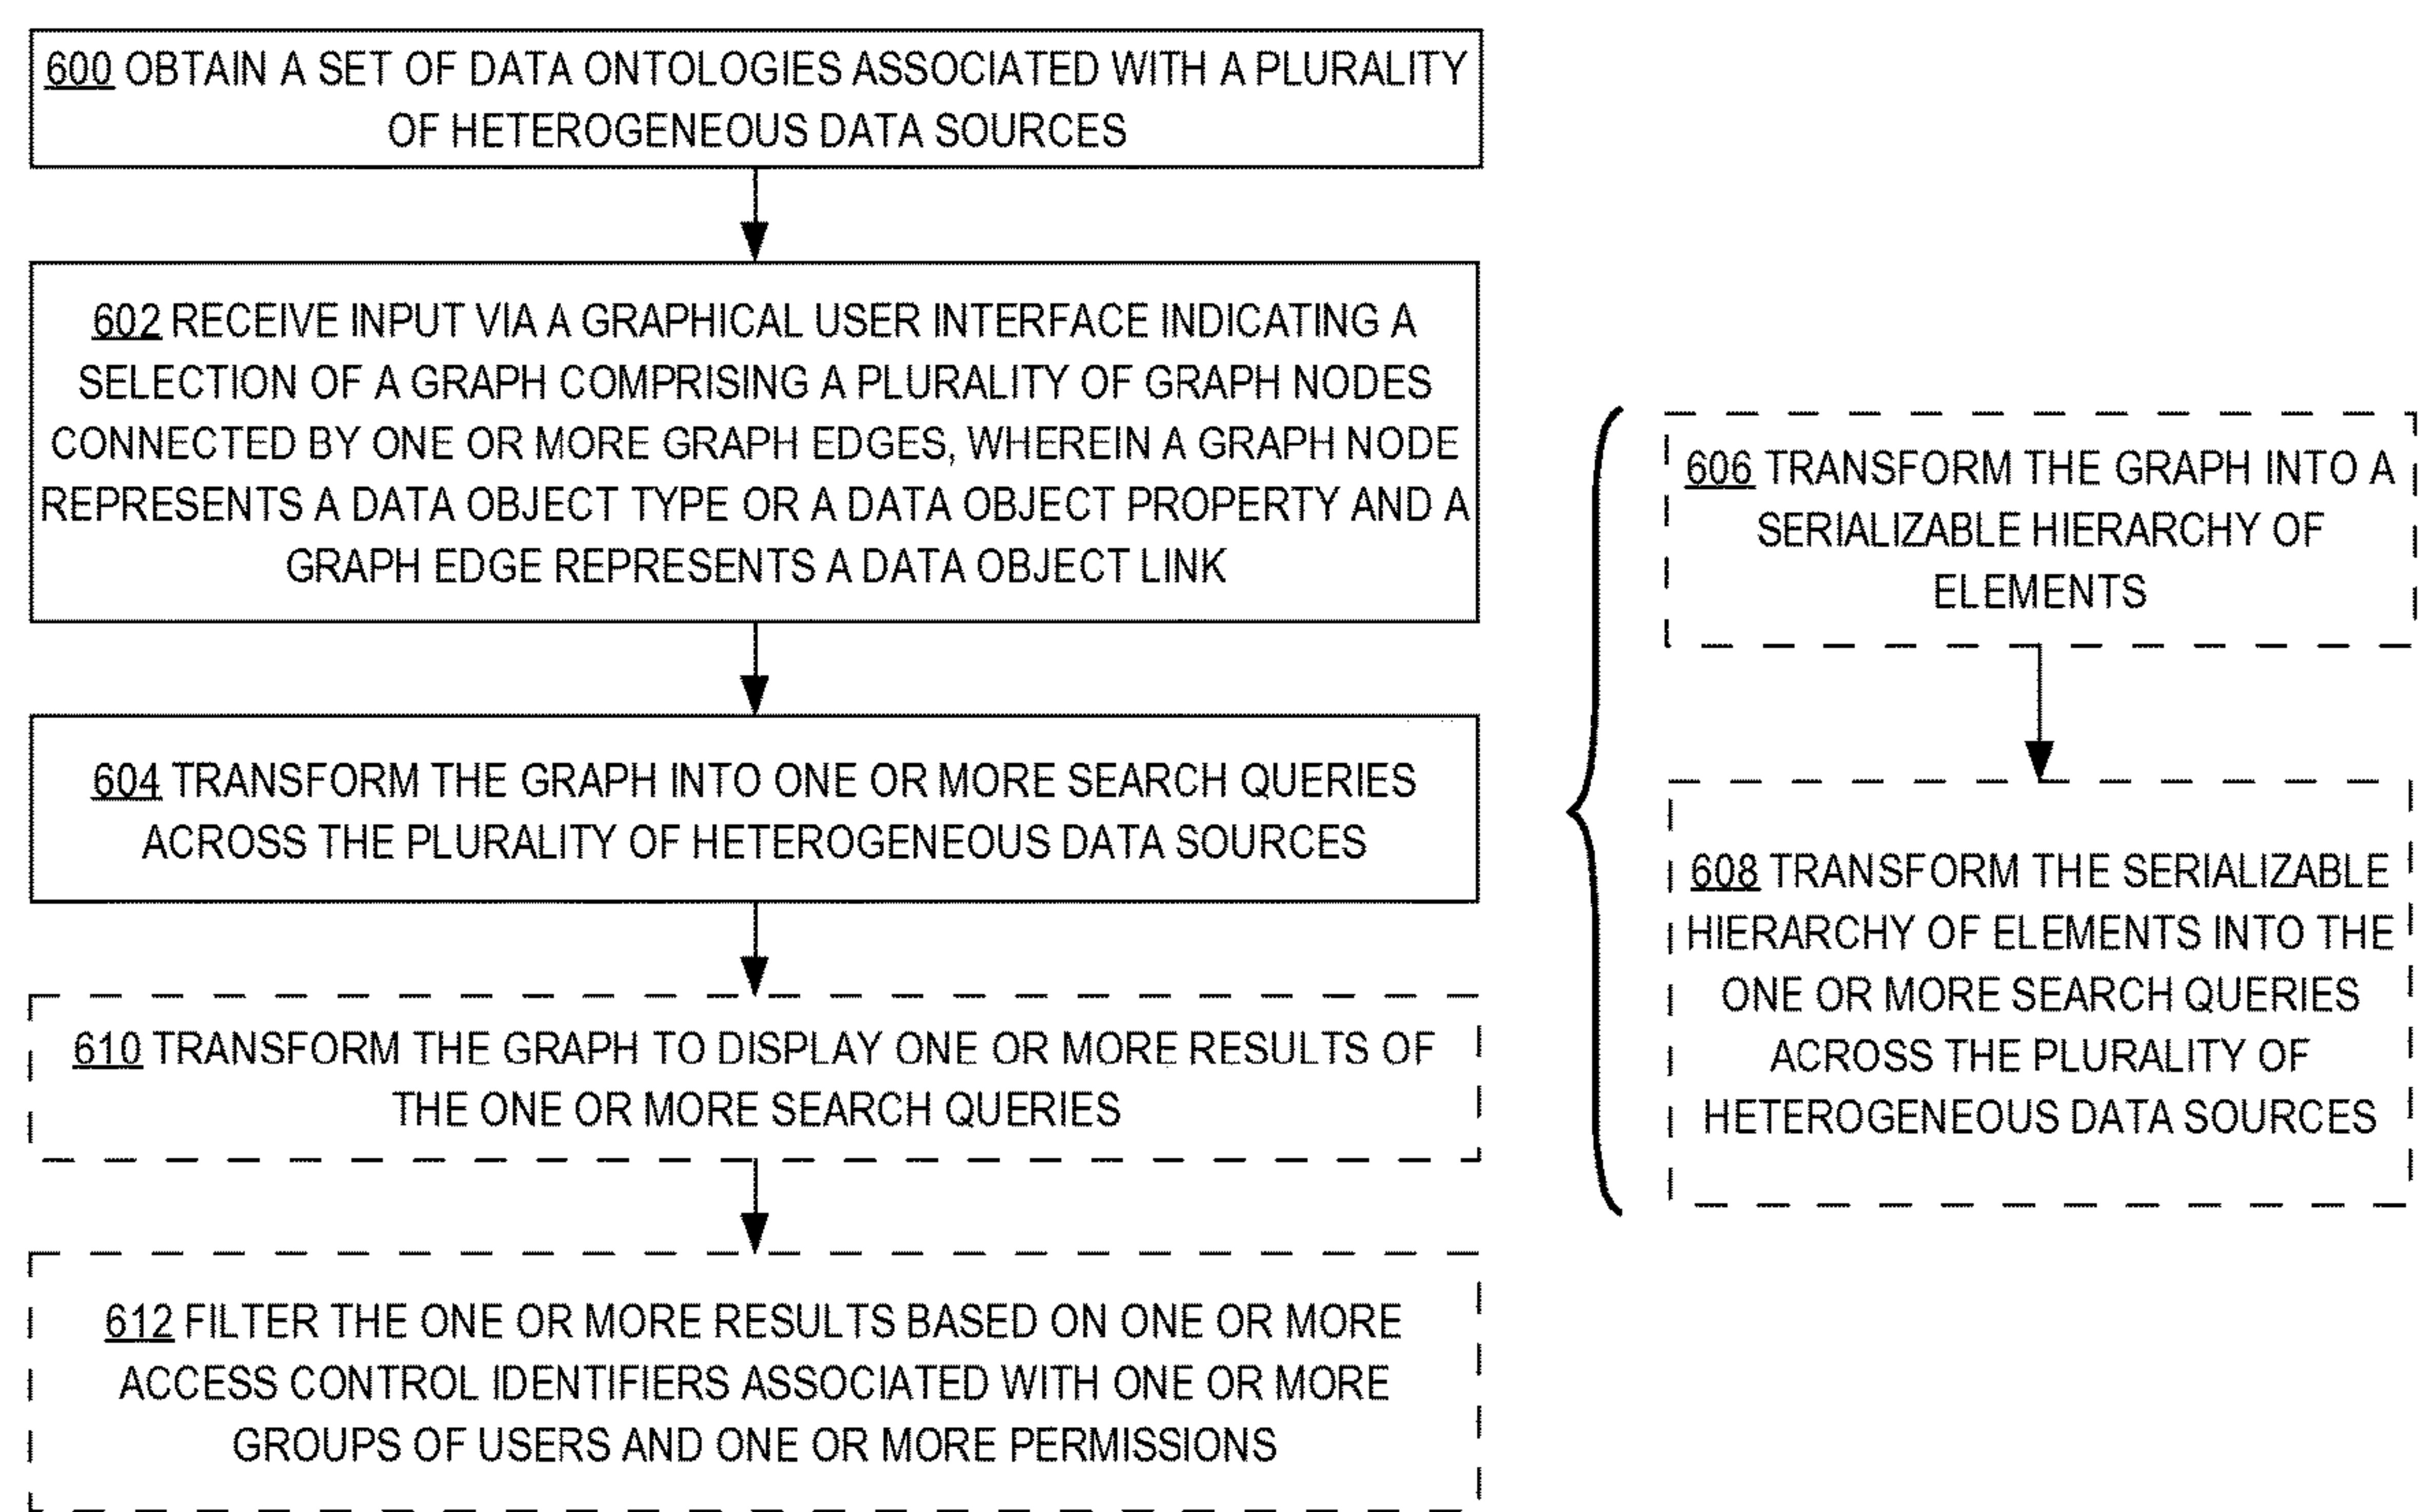 600 OBTAIN A SET OF DATA ONTOLOGIES ASSOCIATED WITH A PLURALITY
OF HETEROGENEOUS DATA SOURCES
602 RECEIVE INPUT VIA A GRAPHICAL USER INTERFACE INDICATING A
SELECTION OF A GRAPH COMPRISING A PLURALITY OF GRAPH NODES
CONNECTED BY ONE OR MORE GRAPH EDGES, WHEREIN A GRAPH NODE
REPRESENTS A DATA OBJECT TYPE OR A DATA OBJECT PROPERTY AND A
GRAPH EDGE REPRESENTS A DATA OBJECT LINK
604 TRANSFORM THE GRAPH INTO ONE OR MORE SEARCH QUERIES
ACROSS THE PLURALITY OF HETEROGENEOUS DATA SOURCES
606 TRANSFORM THE GRAPH INTO A
SERIALIZABLE HIERARCHY OF
ELEMENTS
608 TRANSFORM THE SERIALIZABLE
HIERARCHY OF ELEMENTS INTO THE
ONE OR MORE SEARCH QUERIES
ACROSS THE PLURALITY OF
HETEROGENEOUS DATA SOURCES
610 TRANSFORM THE GRAPH TO DISPLAY ONE OR MORE RESULTS OF
THE ONE OR MORE SEARCH QUERIES
612 FILTER THE ONE OR MORE RESULTS BASED ON ONE OR MORE
ACCESS CONTROL IDENTIFIERS ASSOCIATED WITH ONE OR MORE
GROUPS OF USERS AND ONE OR MORE PERMISSIONS